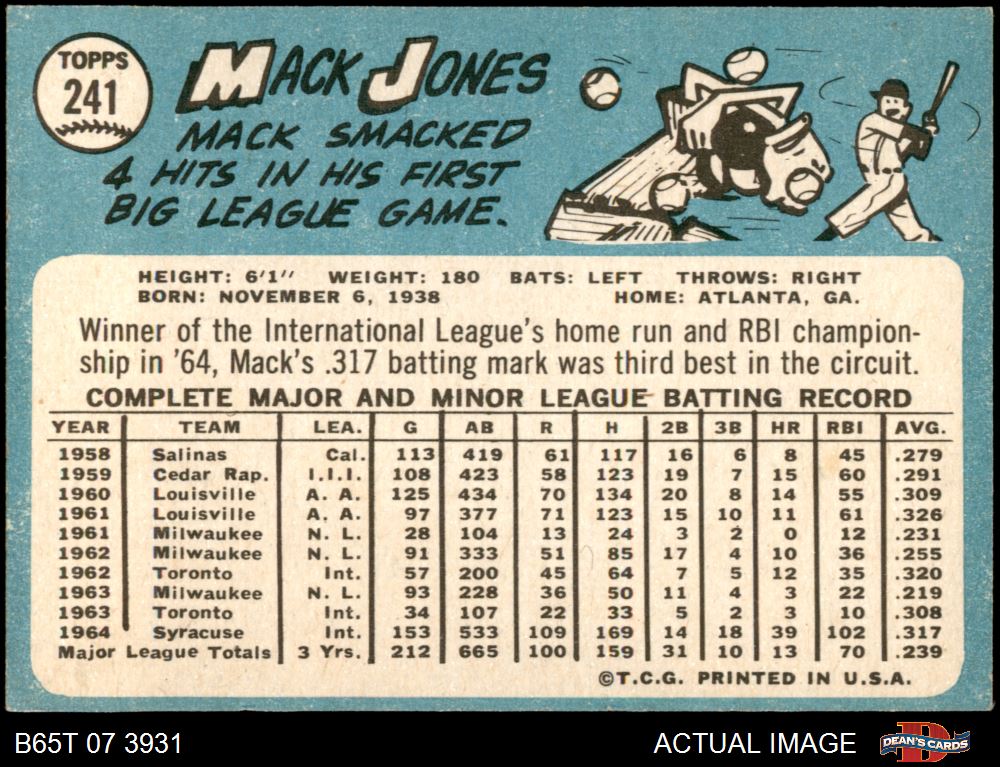 TOPPS
241
MACK JONES
MACK SMACKED
4 HITS IN HIS FIRST
BIG LEAGUE GAME.
HEIGHT: 6'1" WEIGHT: 180 BATS: LEFT THROWS: RIGHT
BORN: NOVEMBER 6, 1938 HOME: ATLANTA, GA.
Winner of the International League's home run and RBI champion-
ship in '64, Mack's .317 batting mark was third best in the circuit.
COMPLETE MAJOR AND MINOR LEAGUE BATTING RECORD
YEAR TEAM LEA. G AB R H 2B 3B HR RBI AVG.
1958 Salinas Cal. 113 419 61 117 16 6 8 45 .279
1959 Cedar Rap. I.I.I. 108 423 58 123 19 7 15 60 .291
1960 Louisville A. A. 125 434 70 134 20 8 14 55 .309
1961 Louisville A. A. 97 377 71 123 15 10 11 61 .326
1961 Milwaukee N. L. 28 104 13 24 3 2 0 12 .231
1962 Milwaukee N. L. 91 333 51 85 17 4 10 36 .255
1962 Toronto Int. 57 200 45 64 7 5 12 35 .320
1963 Milwaukee N. L. 93 228 36 50 11 4 3 22 .219
1963 Toronto Int. 34 107 22 33 5 2 3 10 .308
1964 Syracuse Int. 153 533 109 169 14 18 39 102 .317
Major League Totals 3 Yrs. 212 665 100 159 31 10 13 70 .239
©T.C.G. PRINTED IN U.S.A.
B65T 07 3931 ACTUAL IMAGE
D
DEAN'S CARDS